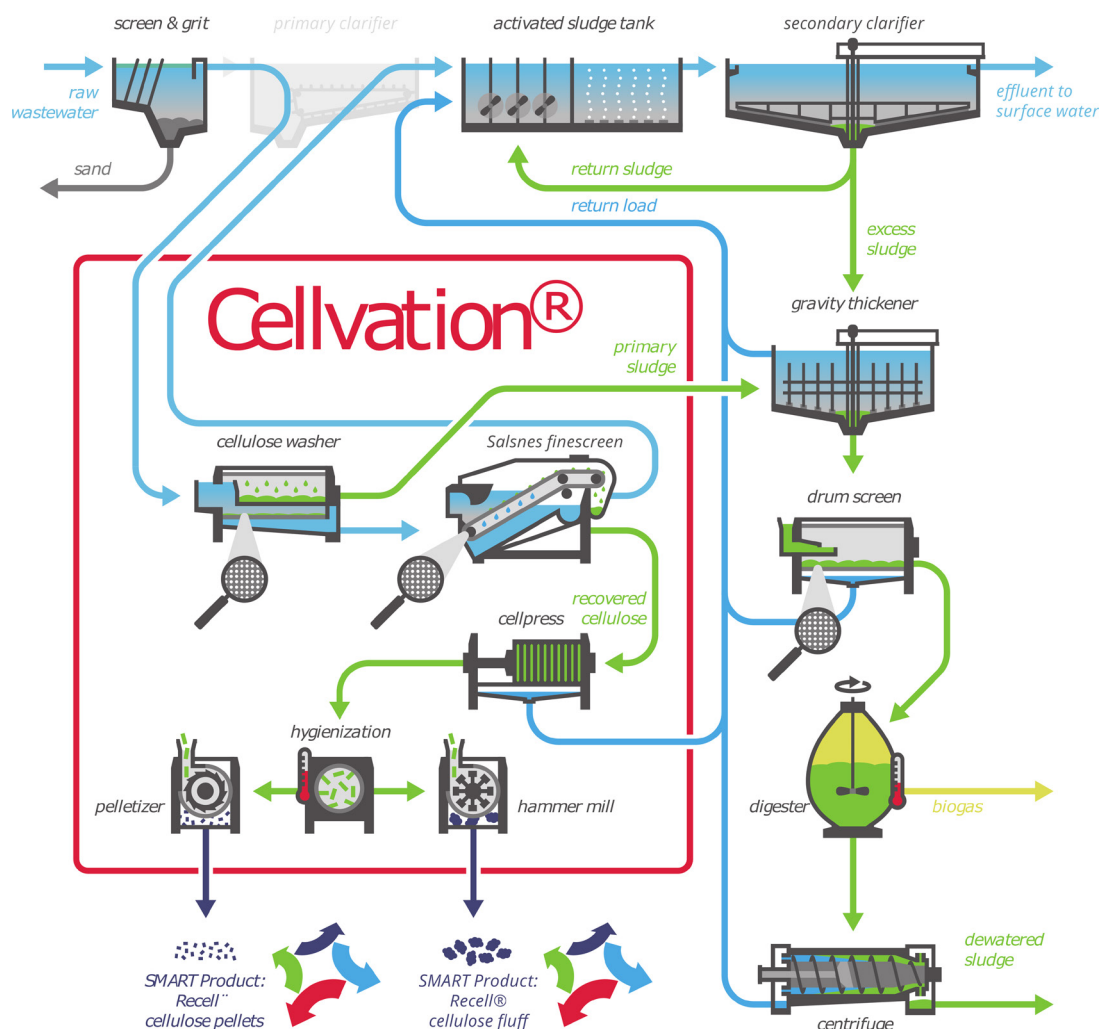 screen & grit
primary clarifier
activated sludge tank
secondary clarifier
raw
wastewater
effluent to
surface water
sand
return sludge
return load
excess
sludge
gravity thickener
Cellvation®
primary
sludge
cellulose washer
Salsnes finescreen
drum screen
recovered
cellulose
cellpress
hygienization
pelletizer
hammer mill
digester
biogas
SMART Product:
Recell¨
cellulose pellets
SMART Product:
Recell®
cellulose fluff
dewatered
sludge
centrifuge